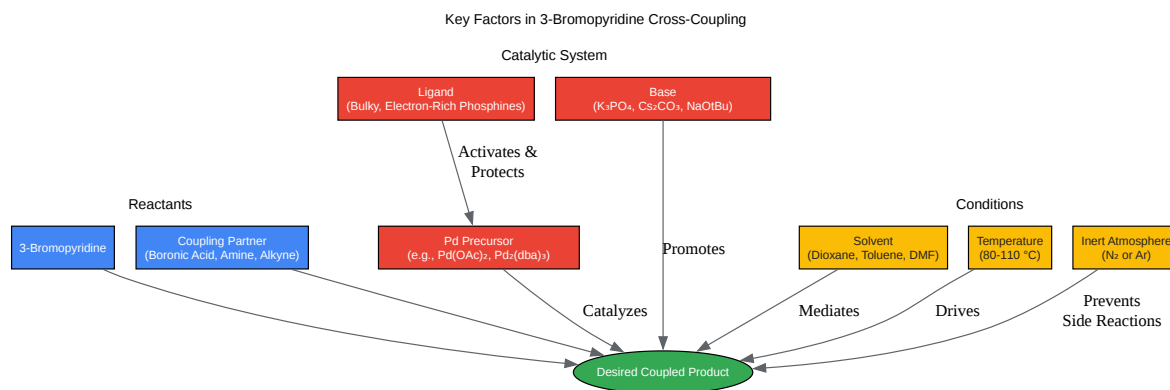 Key Factors in 3-Bromopyridine Cross-Coupling
Catalytic System
Ligand
(Bulky, Electron-Rich Phosphines)
Base
(K₃PO₄, Cs₂CO₃, NaOtBu)
Activates &
Protects
Reactants
3-Bromopyridine
Coupling Partner
(Boronic Acid, Amine, Alkyne)
Pd Precursor
(e.g., Pd(OAc)₂, Pd₂(dba)₃)
Promotes
Conditions
Solvent
(Dioxane, Toluene, DMF)
Temperature
(80-110 °C)
Inert Atmosphere
(N₂ or Ar)
Catalyzes
Mediates
Drives
Prevents
Side Reactions
Desired Coupled Product